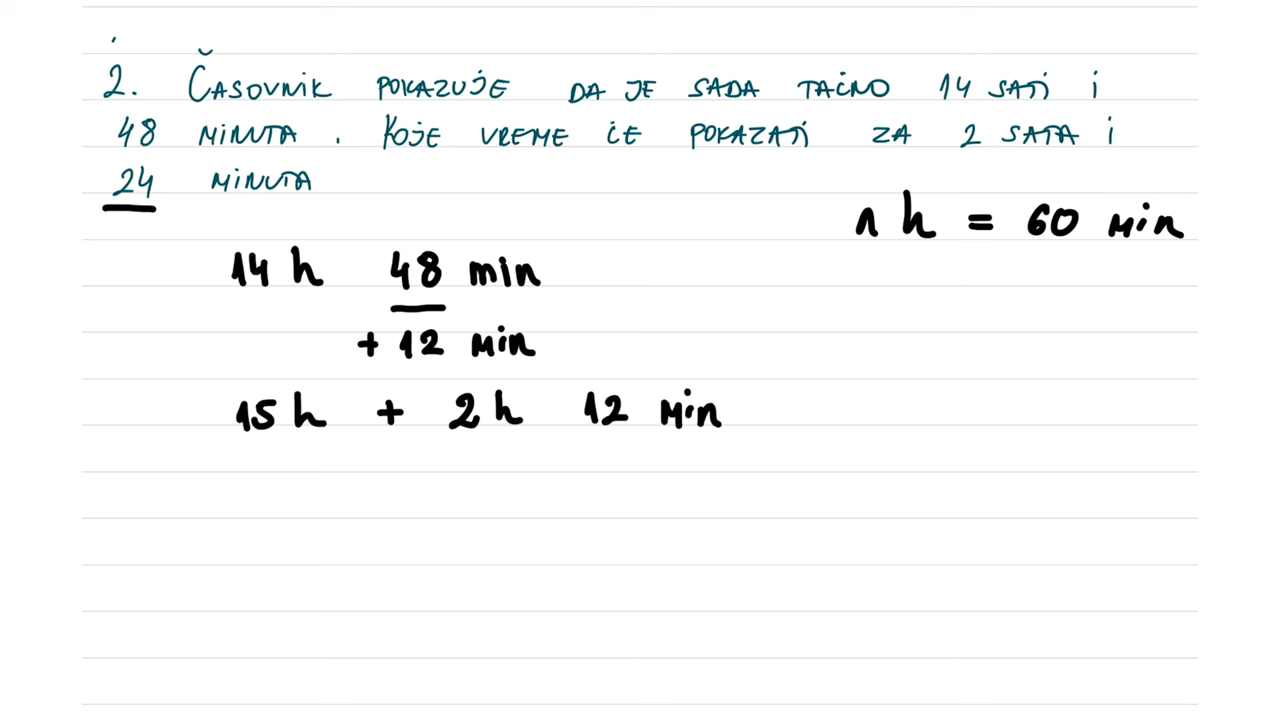 2. Časovnik pokazuje da je sada tačno 14 sati i
48 minuta. Koje vreme će pokazati za 2 sata i
24 minuta
1 h = 60 min
14 h 48 min
+ 12 min
15 h + 2 h 12 min